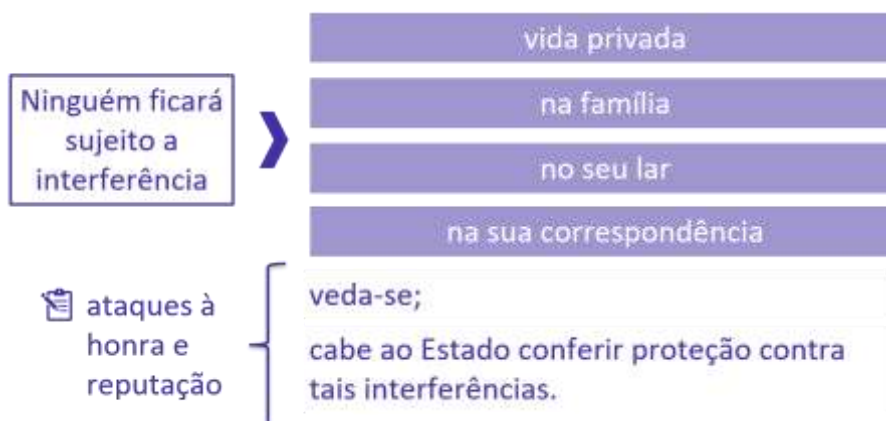 Ninguém ficará
sujeito a
interferência
vida privada
na família
no seu lar
na sua correspondência
ataques à
honra e
reputação
veda-se;
cabe ao Estado conferir proteção contra
tais interferências.